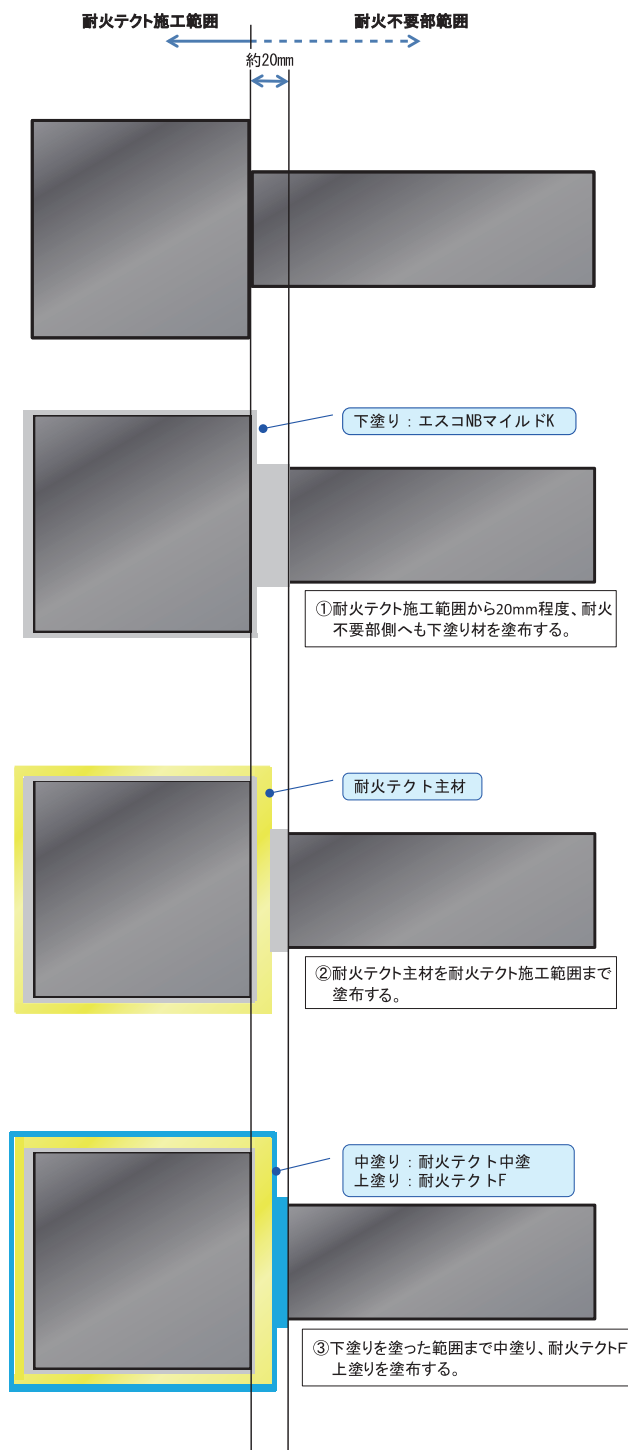 耐火テクト施工範囲
耐火不要部範囲
約20mm
下塗り：エスコNBマイルドK
①耐火テクト施工範囲から20mm程度、耐火
不要部側へも下塗り材を塗布する。
耐火テクト主材
②耐火テクト主材を耐火テクト施工範囲まで
塗布する。
中塗り：耐火テクト中塗
上塗り：耐火テクトF
③下塗りを塗った範囲まで中塗り、耐火テクトF
上塗りを塗布する。